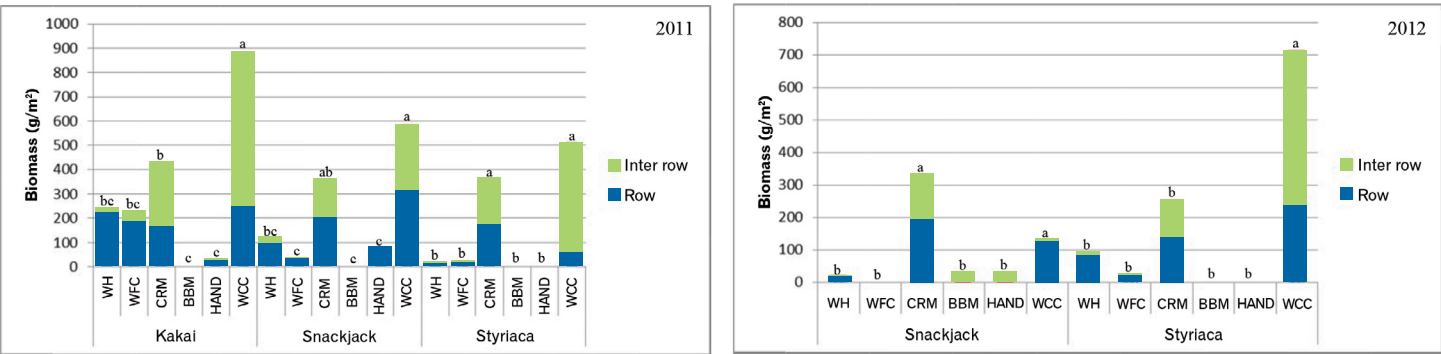 2011
Biomass (g/m²)
1000
900
800
700
600
500
400
300
200
100
0
bc bc b c c a bc c ab c c a b b a b b a
WH WFC CRM BBM HAND WCC WH WFC CRM BBM HAND WCC WH WFC CRM BBM HAND WCC
Kakai Snackjack Styriaca
Inter row
Row
2012
Biomass (g/m²)
800
700
600
500
400
300
200
100
0
b b a b b a b b b b b a
WH WFC CRM BBM HAND WCC WH WFC CRM BBM HAND WCC
Snackjack Styriaca
Inter row
Row